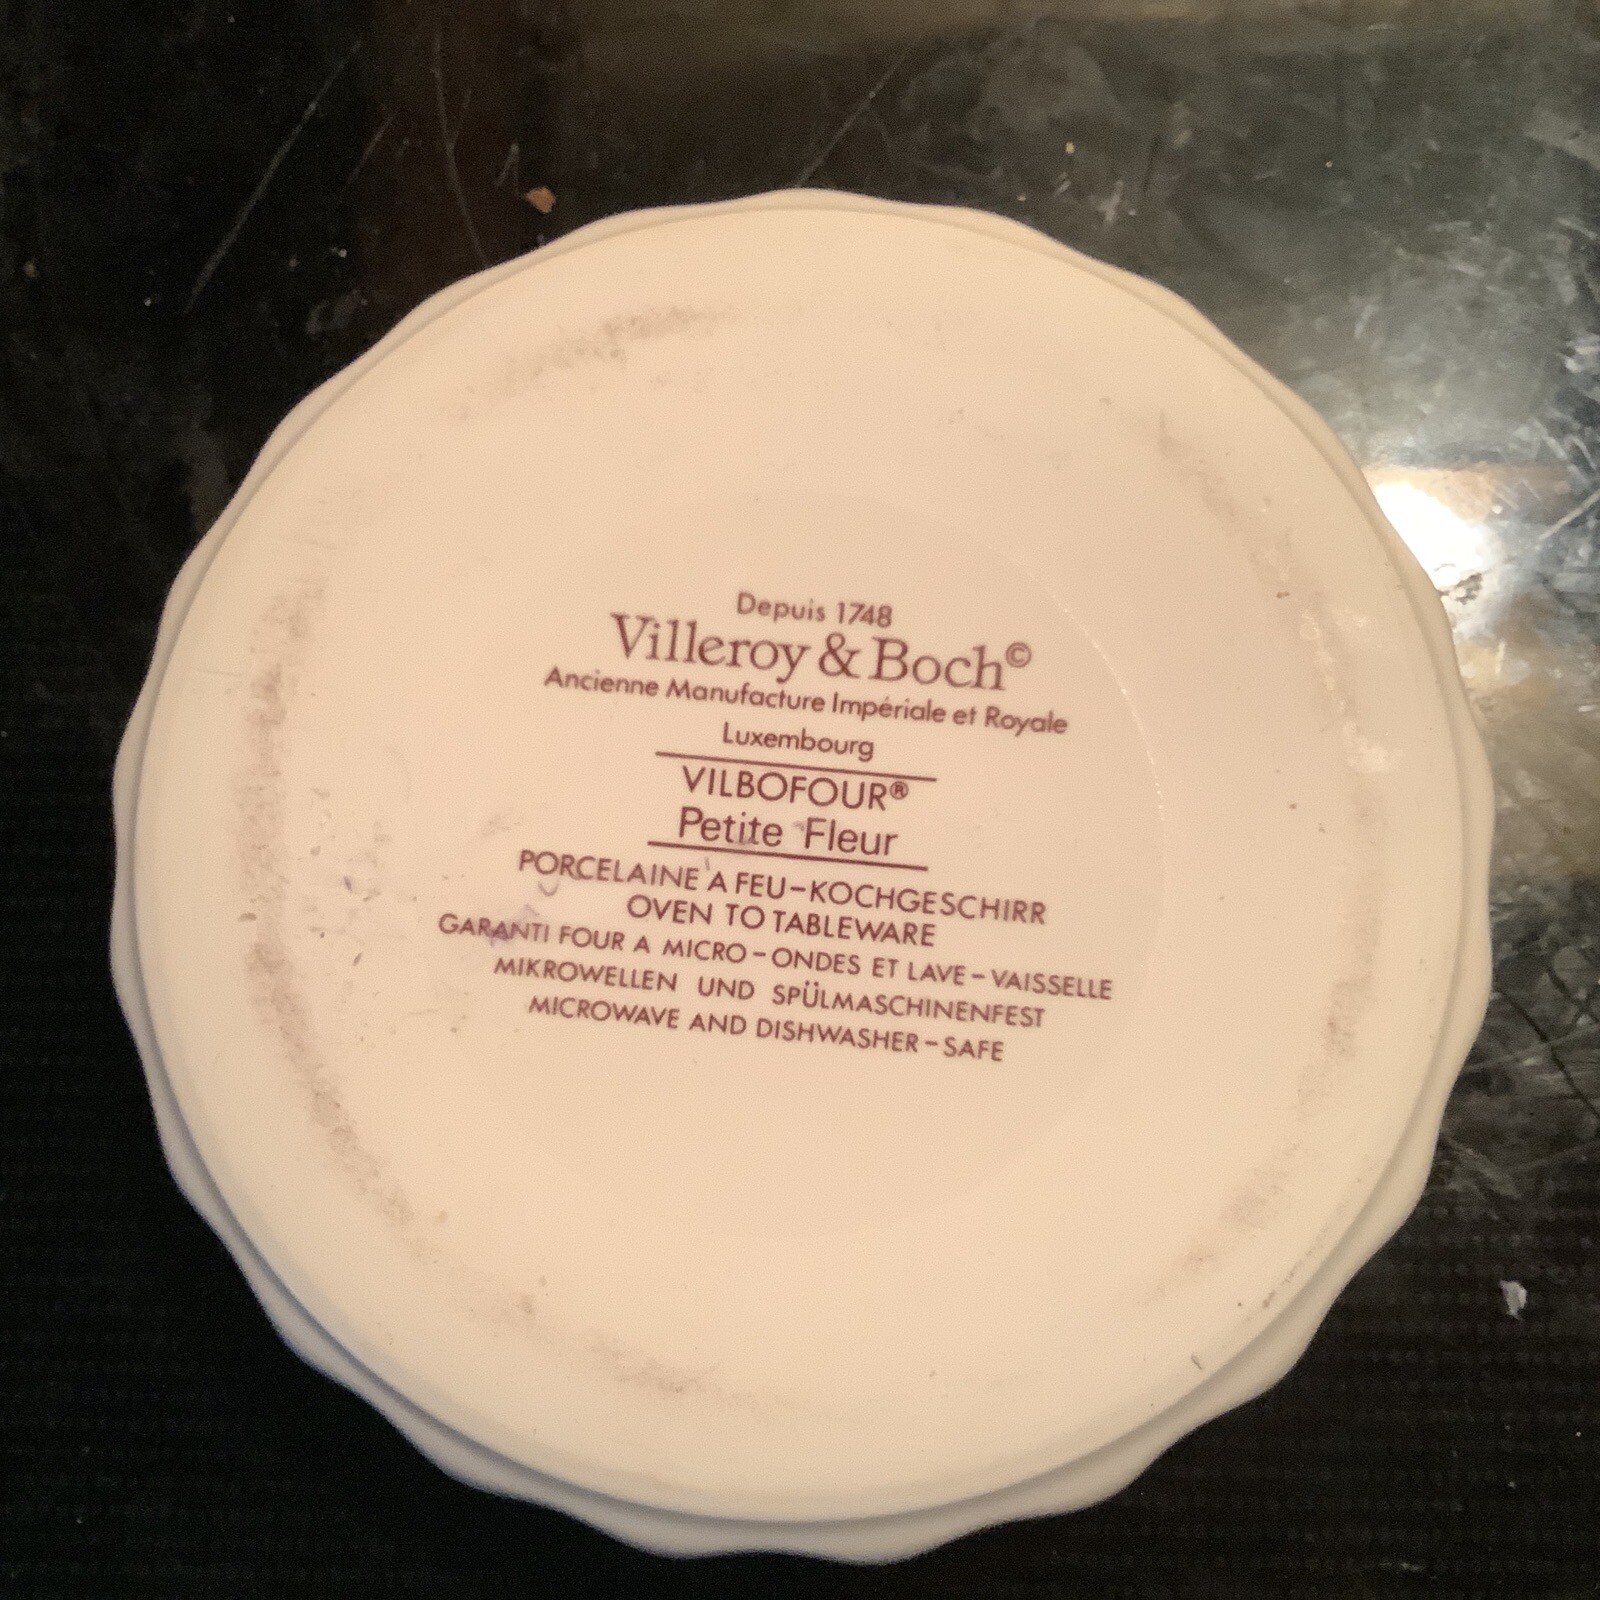 Depuis 1748
Villeroy & Boch©
Ancienne Manufacture Impériale et Royale
Luxembourg
VILBOFOUR®
Petite Fleur
PORCELAINE À FEU-KOCHGESCHIRR
OVEN TO TABLEWARE
GARANTI FOUR A MICRO-ONDES ET LAVE-VAISSELLE
MIKROWELLEN UND SPÜLMASCHINENFEST
MICROWAVE AND DISHWASHER-SAFE